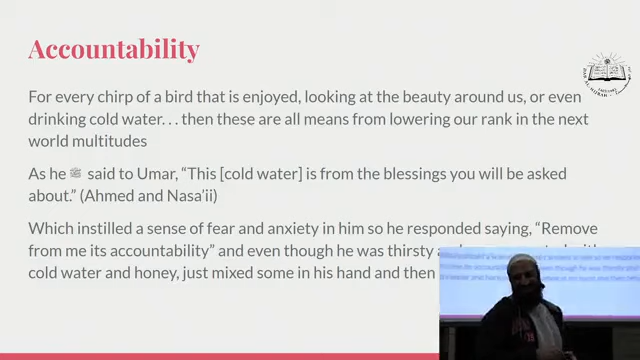 Accountability
For every chirp of a bird that is enjoyed, looking at the beauty around us, or even
drinking cold water. . . then these are all means from lowering our rank in the next
world multitudes
As he ﷺ said to Umar, “This [cold water] is from the blessings you will be asked
about.” (Ahmed and Nasa’ii)
Which instilled a sense of fear and anxiety in him so he responded saying, “Remove
from me its accountability” and even though he was thirsty
cold water and honey, just mixed some in his hand and then